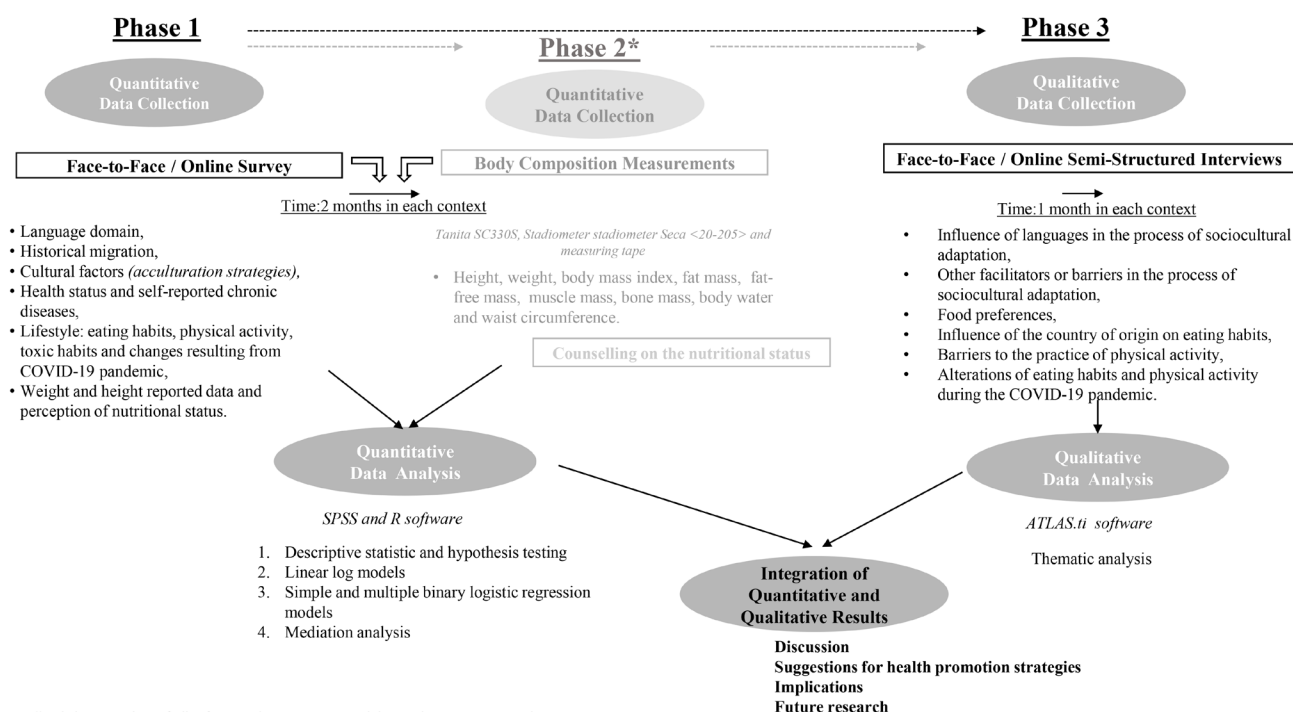 Phase 1
Phase 2*
Phase 3
Quantitative
Data Collection
Quantitative
Data Collection
Qualitative
Data Collection
Face-to-Face / Online Survey
Body Composition Measurements
Face-to-Face / Online Semi-Structured Interviews
Time:2 months in each context
Time:1 month in each context
• Language domain,
• Historical migration,
• Cultural factors (acculturation strategies),
• Health status and self-reported chronic
diseases,
• Lifestyle: eating habits, physical activity,
toxic habits and changes resulting from
COVID-19 pandemic,
• Weight and height reported data and
perception of nutritional status.
Tanita SC330S, Stadiometer stadiometer Seca <20-205> and
measuring tape
• Height, weight, body mass index, fat mass, fat-
free mass, muscle mass, bone mass, body water
and waist circumference.
Counselling on the nutritional status
• Influence of languages in the process of sociocultural
adaptation,
• Other facilitators or barriers in the process of
sociocultural adaptation,
• Food preferences,
• Influence of the country of origin on eating habits,
• Barriers to the practice of physical activity,
• Alterations of eating habits and physical activity
during the COVID-19 pandemic.
Quantitative
Data Analysis
Qualitative
Data Analysis
SPSS and R software
1. Descriptive statistic and hypothesis testing
2. Linear log models
3. Simple and multiple binary logistic regression
models
4. Mediation analysis
ATLAS.ti software
Thematic analysis
Integration of
Quantitative and
Qualitative Results
Discussion
Suggestions for health promotion strategies
Implications
Future research